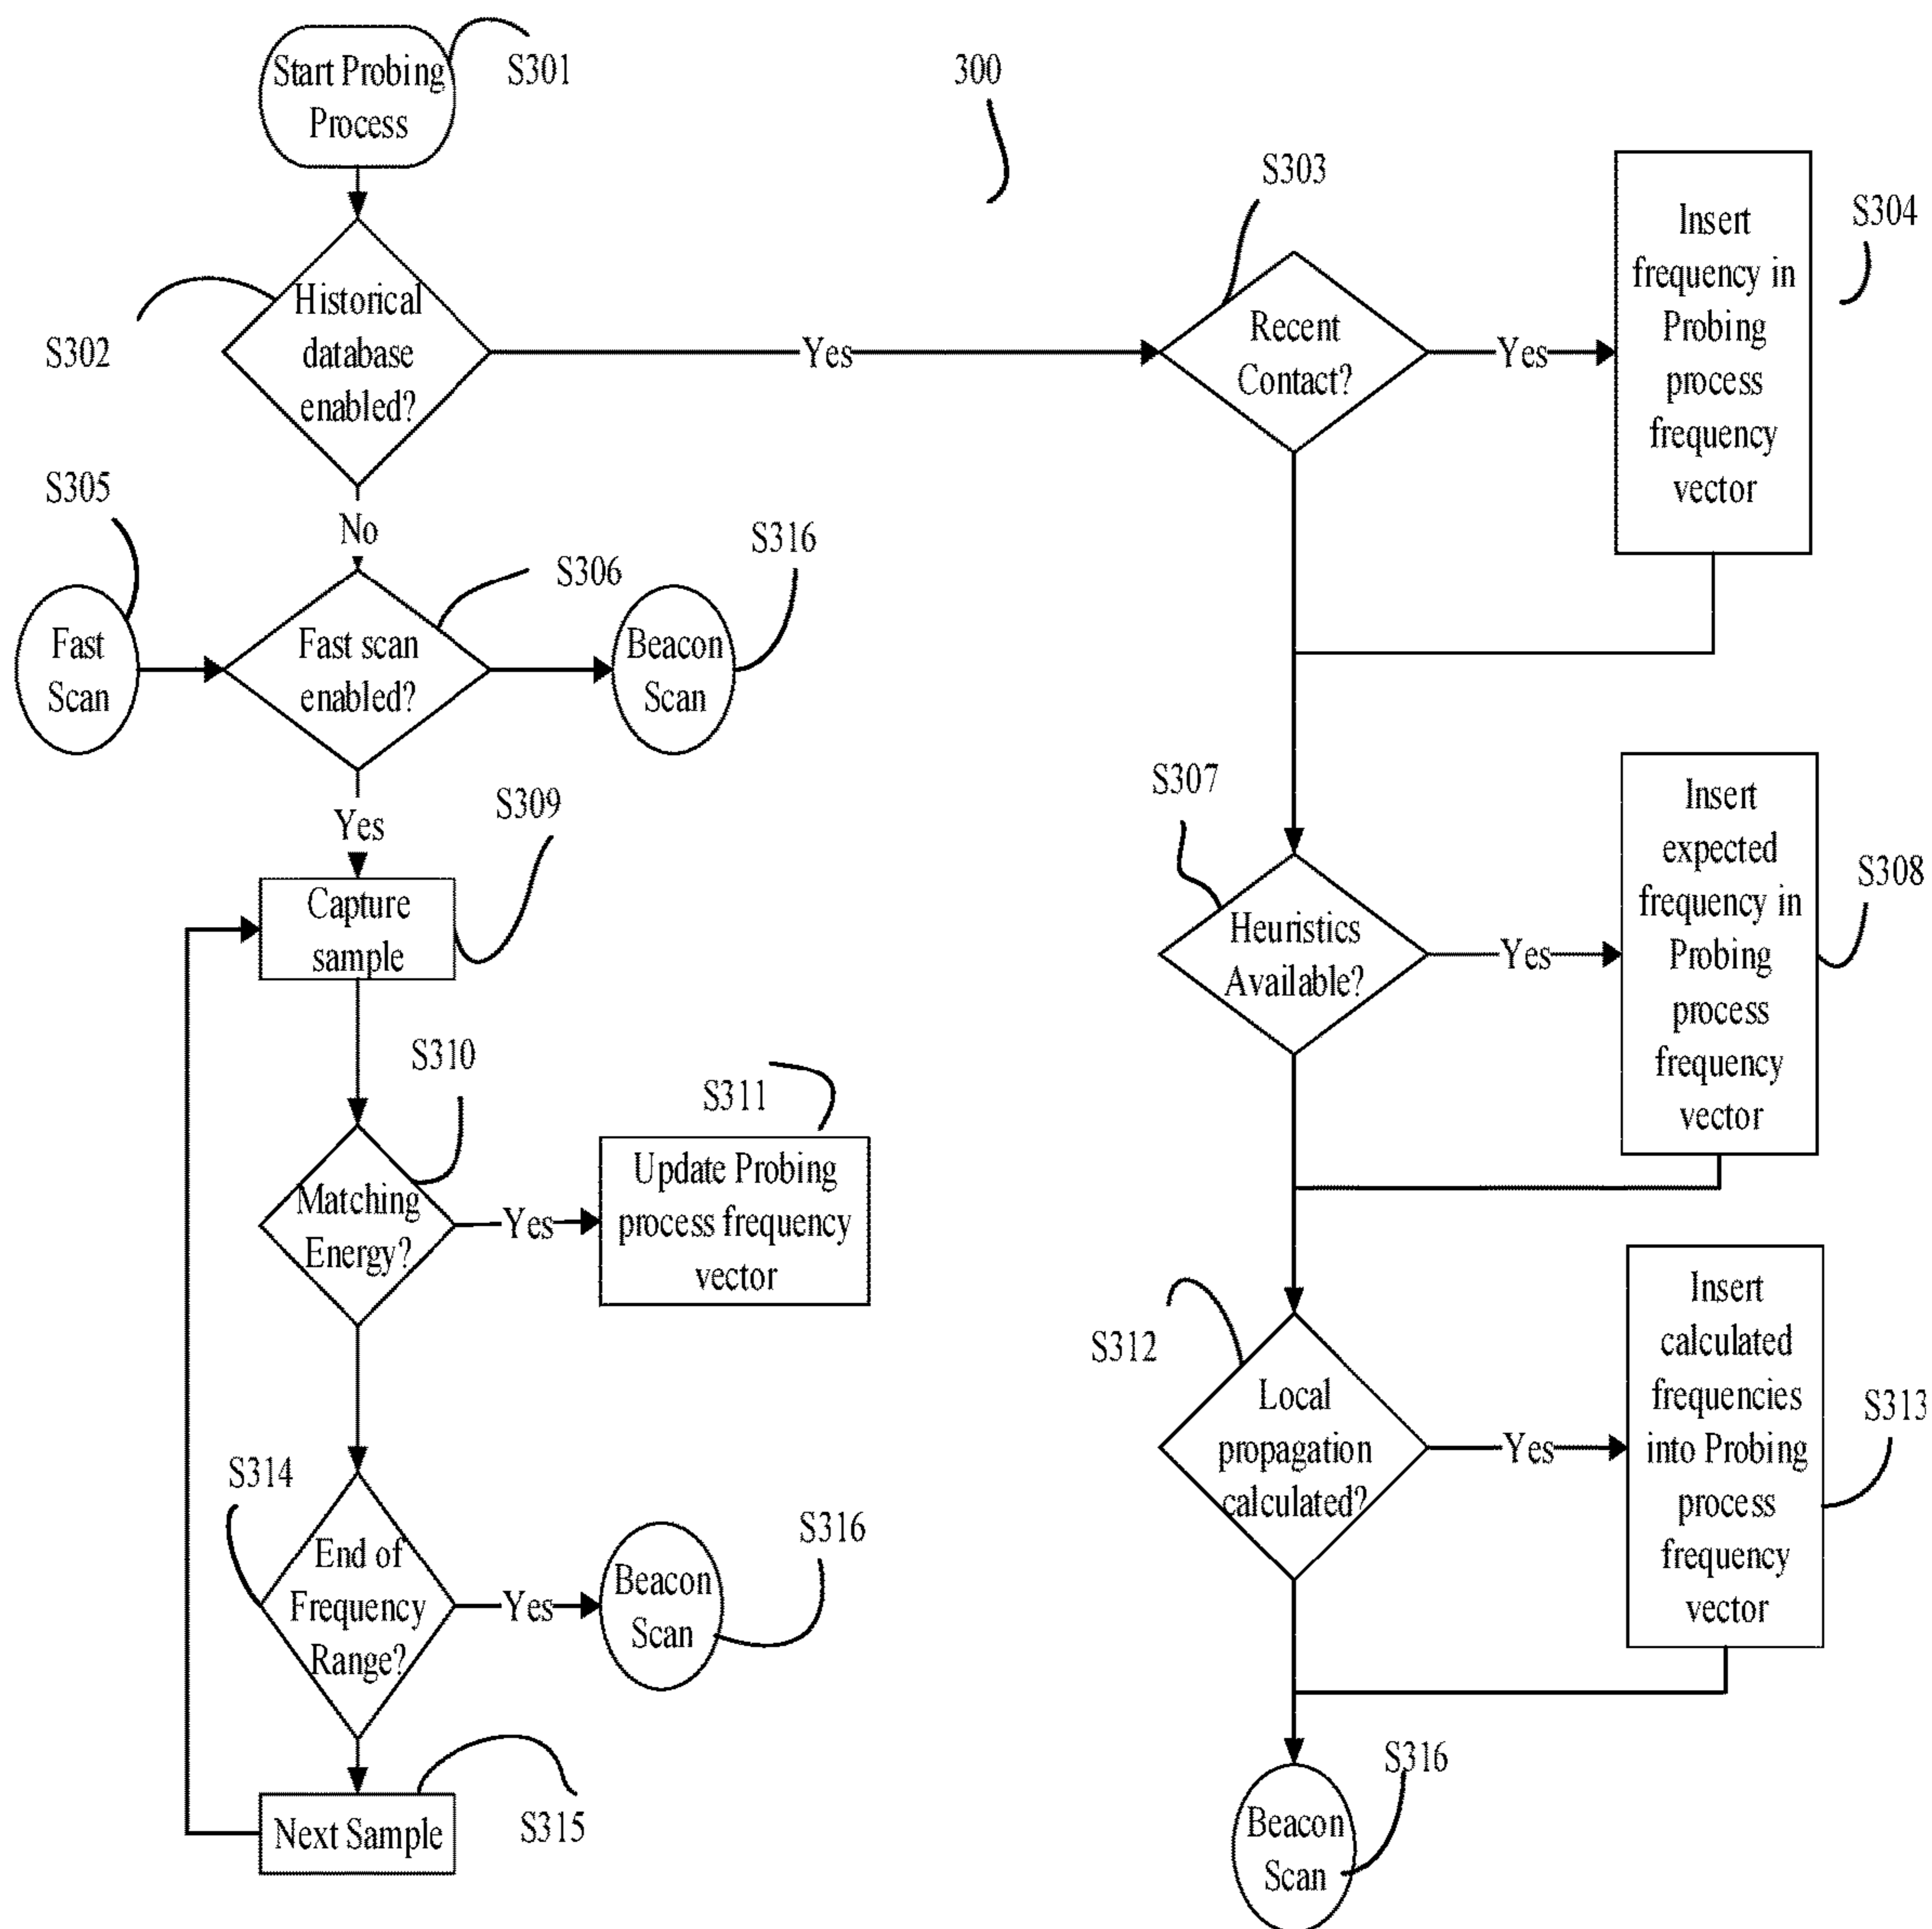 Start Probing
Process
S301
300
S303
Insert
frequency in
Probing
process
frequency
vector
S304
S302
Historical
database
enabled?
Yes
Recent
Contact?
Yes
S305
No
S316
S306
Fast
Scan
Fast scan
enabled?
Beacon
Scan
S307
Insert
expected
frequency in
Probing
process
frequency
vector
S308
Yes
S309
Capture
sample
Heuristics
Available?
Yes
S310
S311
Matching
Energy?
Yes
Update Probing
process frequency
vector
S312
Local
propagation
calculated?
Yes
Insert
calculated
frequencies
into Probing
process
frequency
vector
S313
S314
End of
Frequency
Range?
Yes
Beacon
Scan
S316
Next Sample
S315
Beacon
Scan
S316